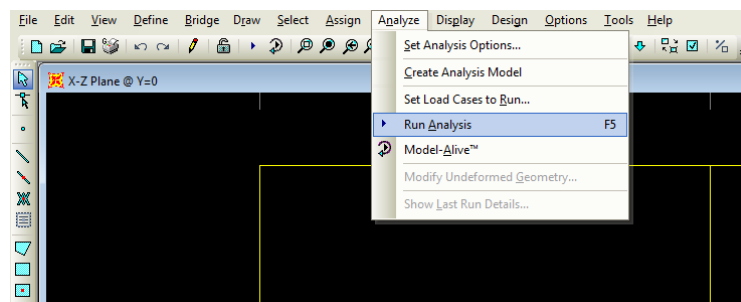 File Edit View Define Bridge Draw Select Assign Analyze Display Design Options Tools Help
X-Z Plane @ Y=0
Set Analysis Options...
Create Analysis Model
Set Load Cases to Run...
Run Analysis F5
Model-Alive™
Modify Undeformed Geometry...
Show Last Run Details...